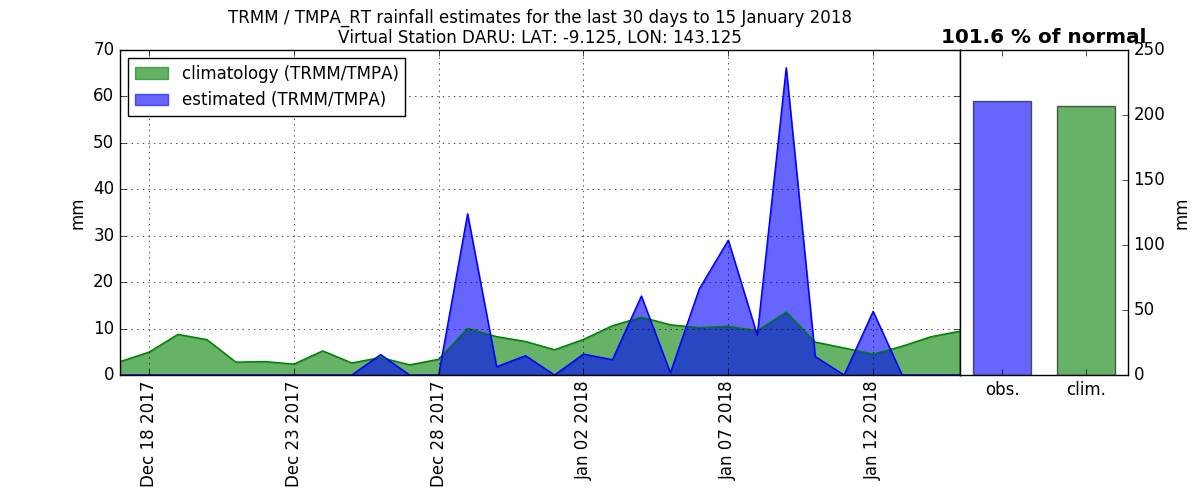 TRMM / TMPA_RT rainfall estimates for the last 30 days to 15 January 2018
Virtual Station DARU: LAT: -9.125, LON: 143.125
101.6 % of normal
climatology (TRMM/TMPA)
estimated (TRMM/TMPA)
70
60
50
40
30
20
10
0
mm
Dec 18 2017
Dec 23 2017
Dec 28 2017
Jan 02 2018
Jan 07 2018
Jan 12 2018
250
200
150
100
50
0
mm
obs.
clim.